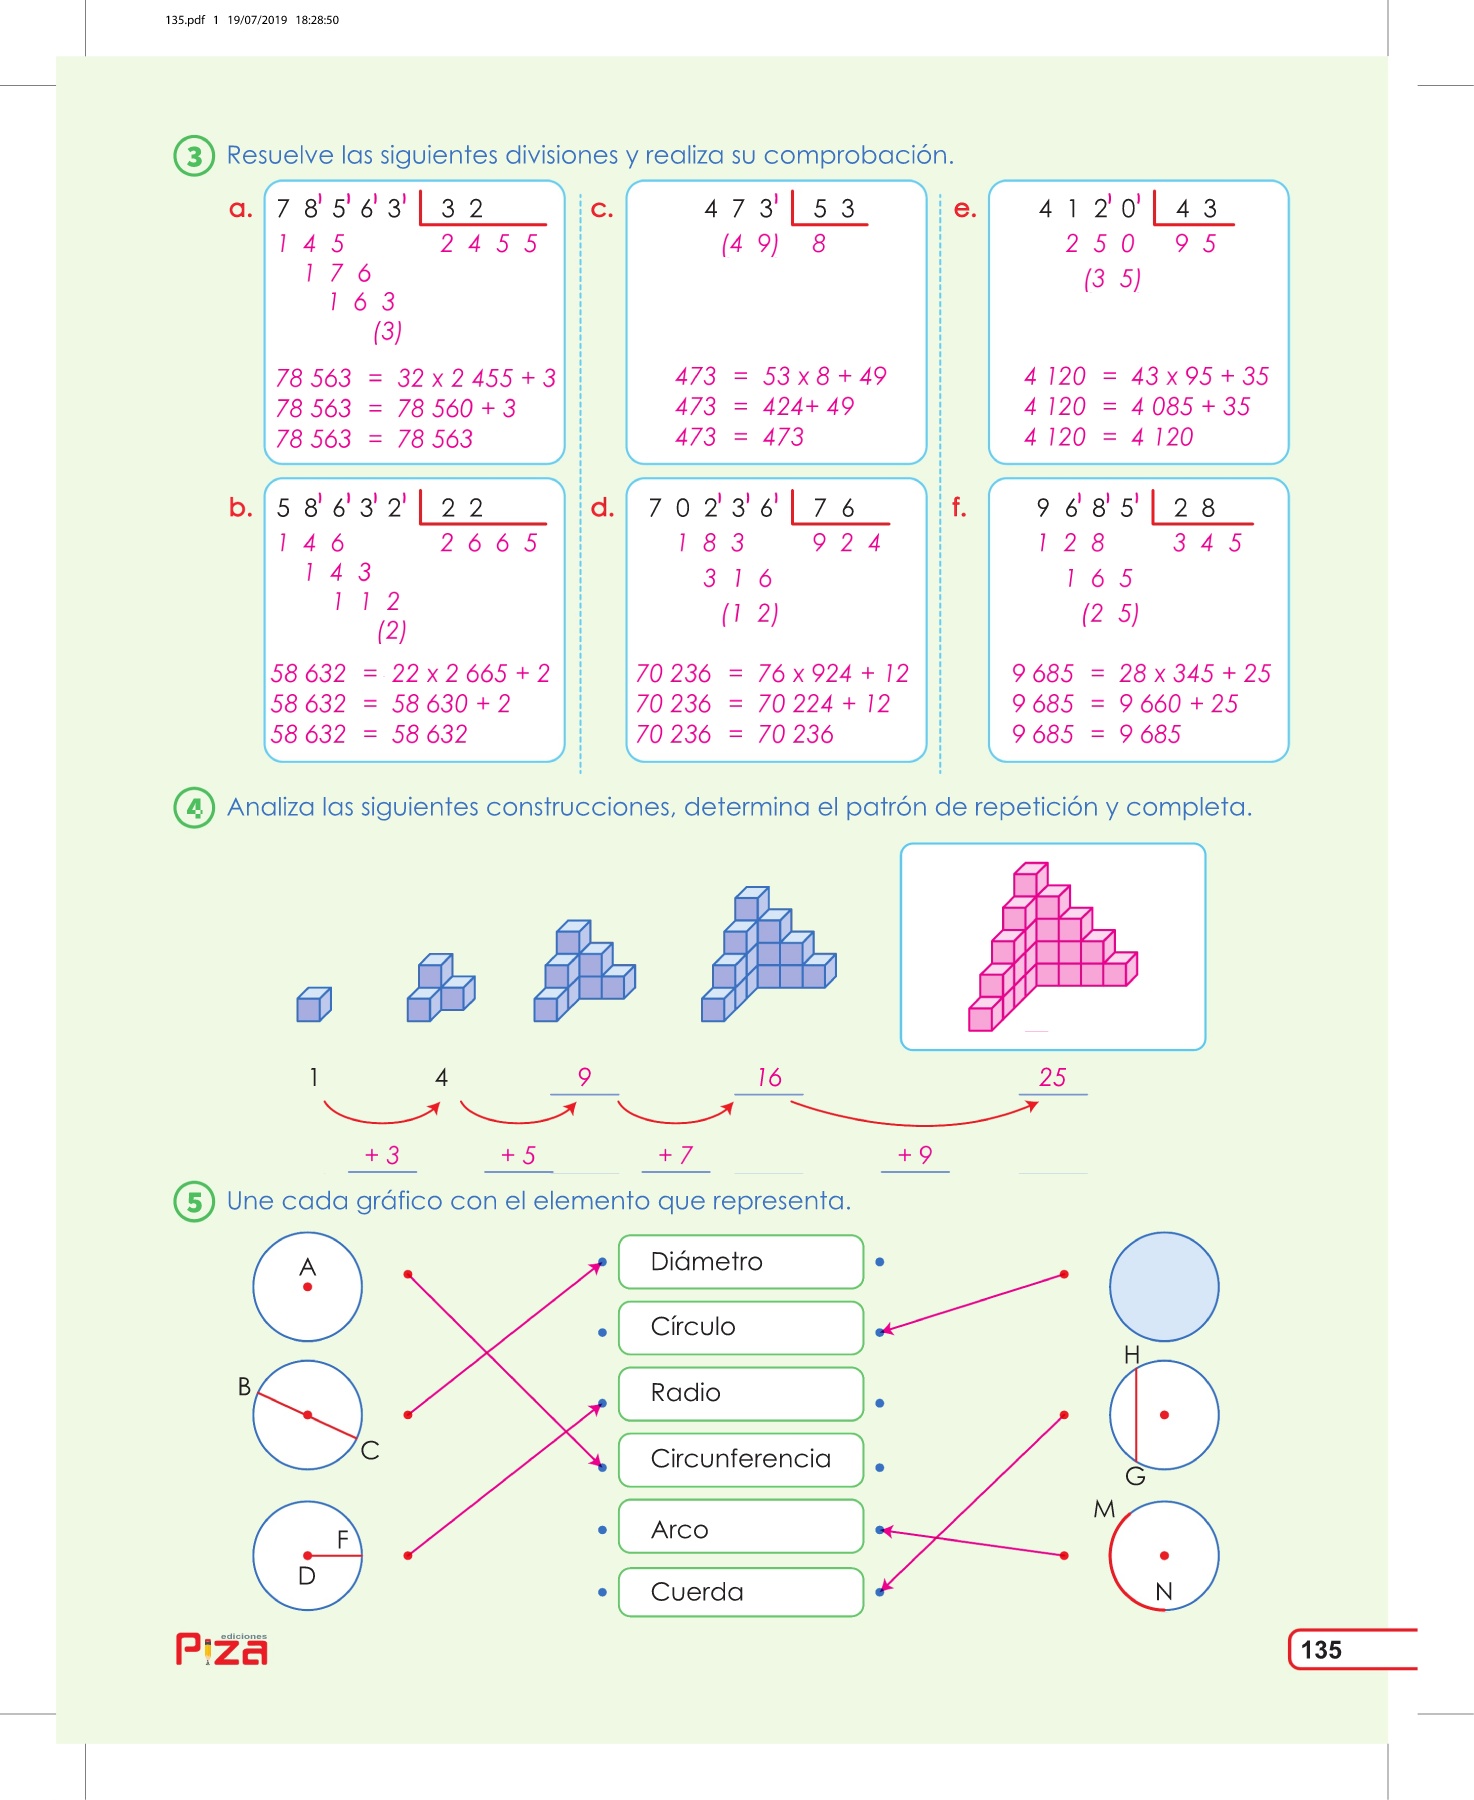 135.pdf 1 19/07/2019 18:28:50
3 Resuelve las siguientes divisiones y realiza su comprobación.
a. 7 8' 5' 6' 3' 3 2
1 4 5 2 4 5 5
1 7 6
1 6 3
(3)
78 563 = 32 x 2 455 + 3
78 563 = 78 560 + 3
78 563 = 78 563
c. 4 7 3' 5 3
(4 9) 8
473 = 53 x 8 + 49
473 = 424+ 49
473 = 473
e. 4 1 2' 0' 4 3
2 5 0 9 5
(3 5)
4 120 = 43 x 95 + 35
4 120 = 4 085 + 35
4 120 = 4 120
b. 5 8' 6' 3' 2' 2 2
1 4 6 2 6 6 5
1 4 3
1 1 2
(2)
58 632 = 22 x 2 665 + 2
58 632 = 58 630 + 2
58 632 = 58 632
d. 7 0 2' 3' 6' 7 6
1 8 3 9 2 4
3 1 6
(1 2)
70 236 = 76 x 924 + 12
70 236 = 70 224 + 12
70 236 = 70 236
f. 9 6' 8' 5' 2 8
1 2 8 3 4 5
1 6 5
(2 5)
9 685 = 28 x 345 + 25
9 685 = 9 660 + 25
9 685 = 9 685
4 Analiza las siguientes construcciones, determina el patrón de repetición y completa.
1 4 9 16 25
+ 3 + 5 + 7 + 9
5 Une cada gráfico con el elemento que representa.
A
B
C
F
D
Diámetro
Círculo
Radio
Circunferencia
Arco
Cuerda
H
G
M
N
ediciones
Piza
135